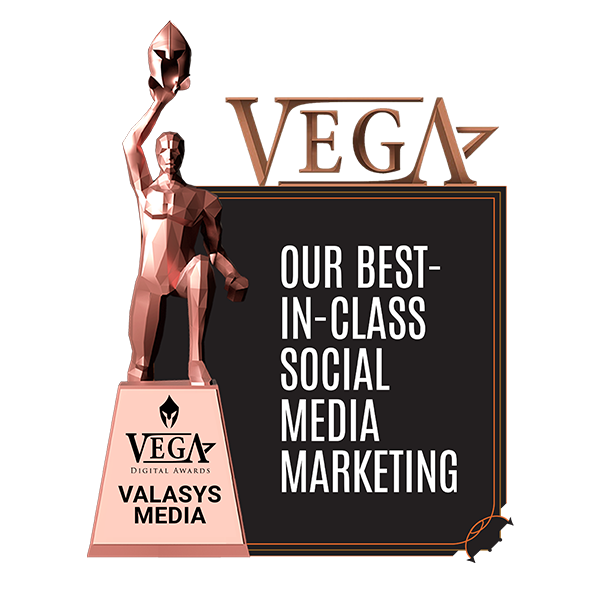 VEGA
OUR BEST-
IN-CLASS
SOCIAL
MEDIA
MARKETING
VEGA
DIGITAL AWARDS
VALASYS
MEDIA